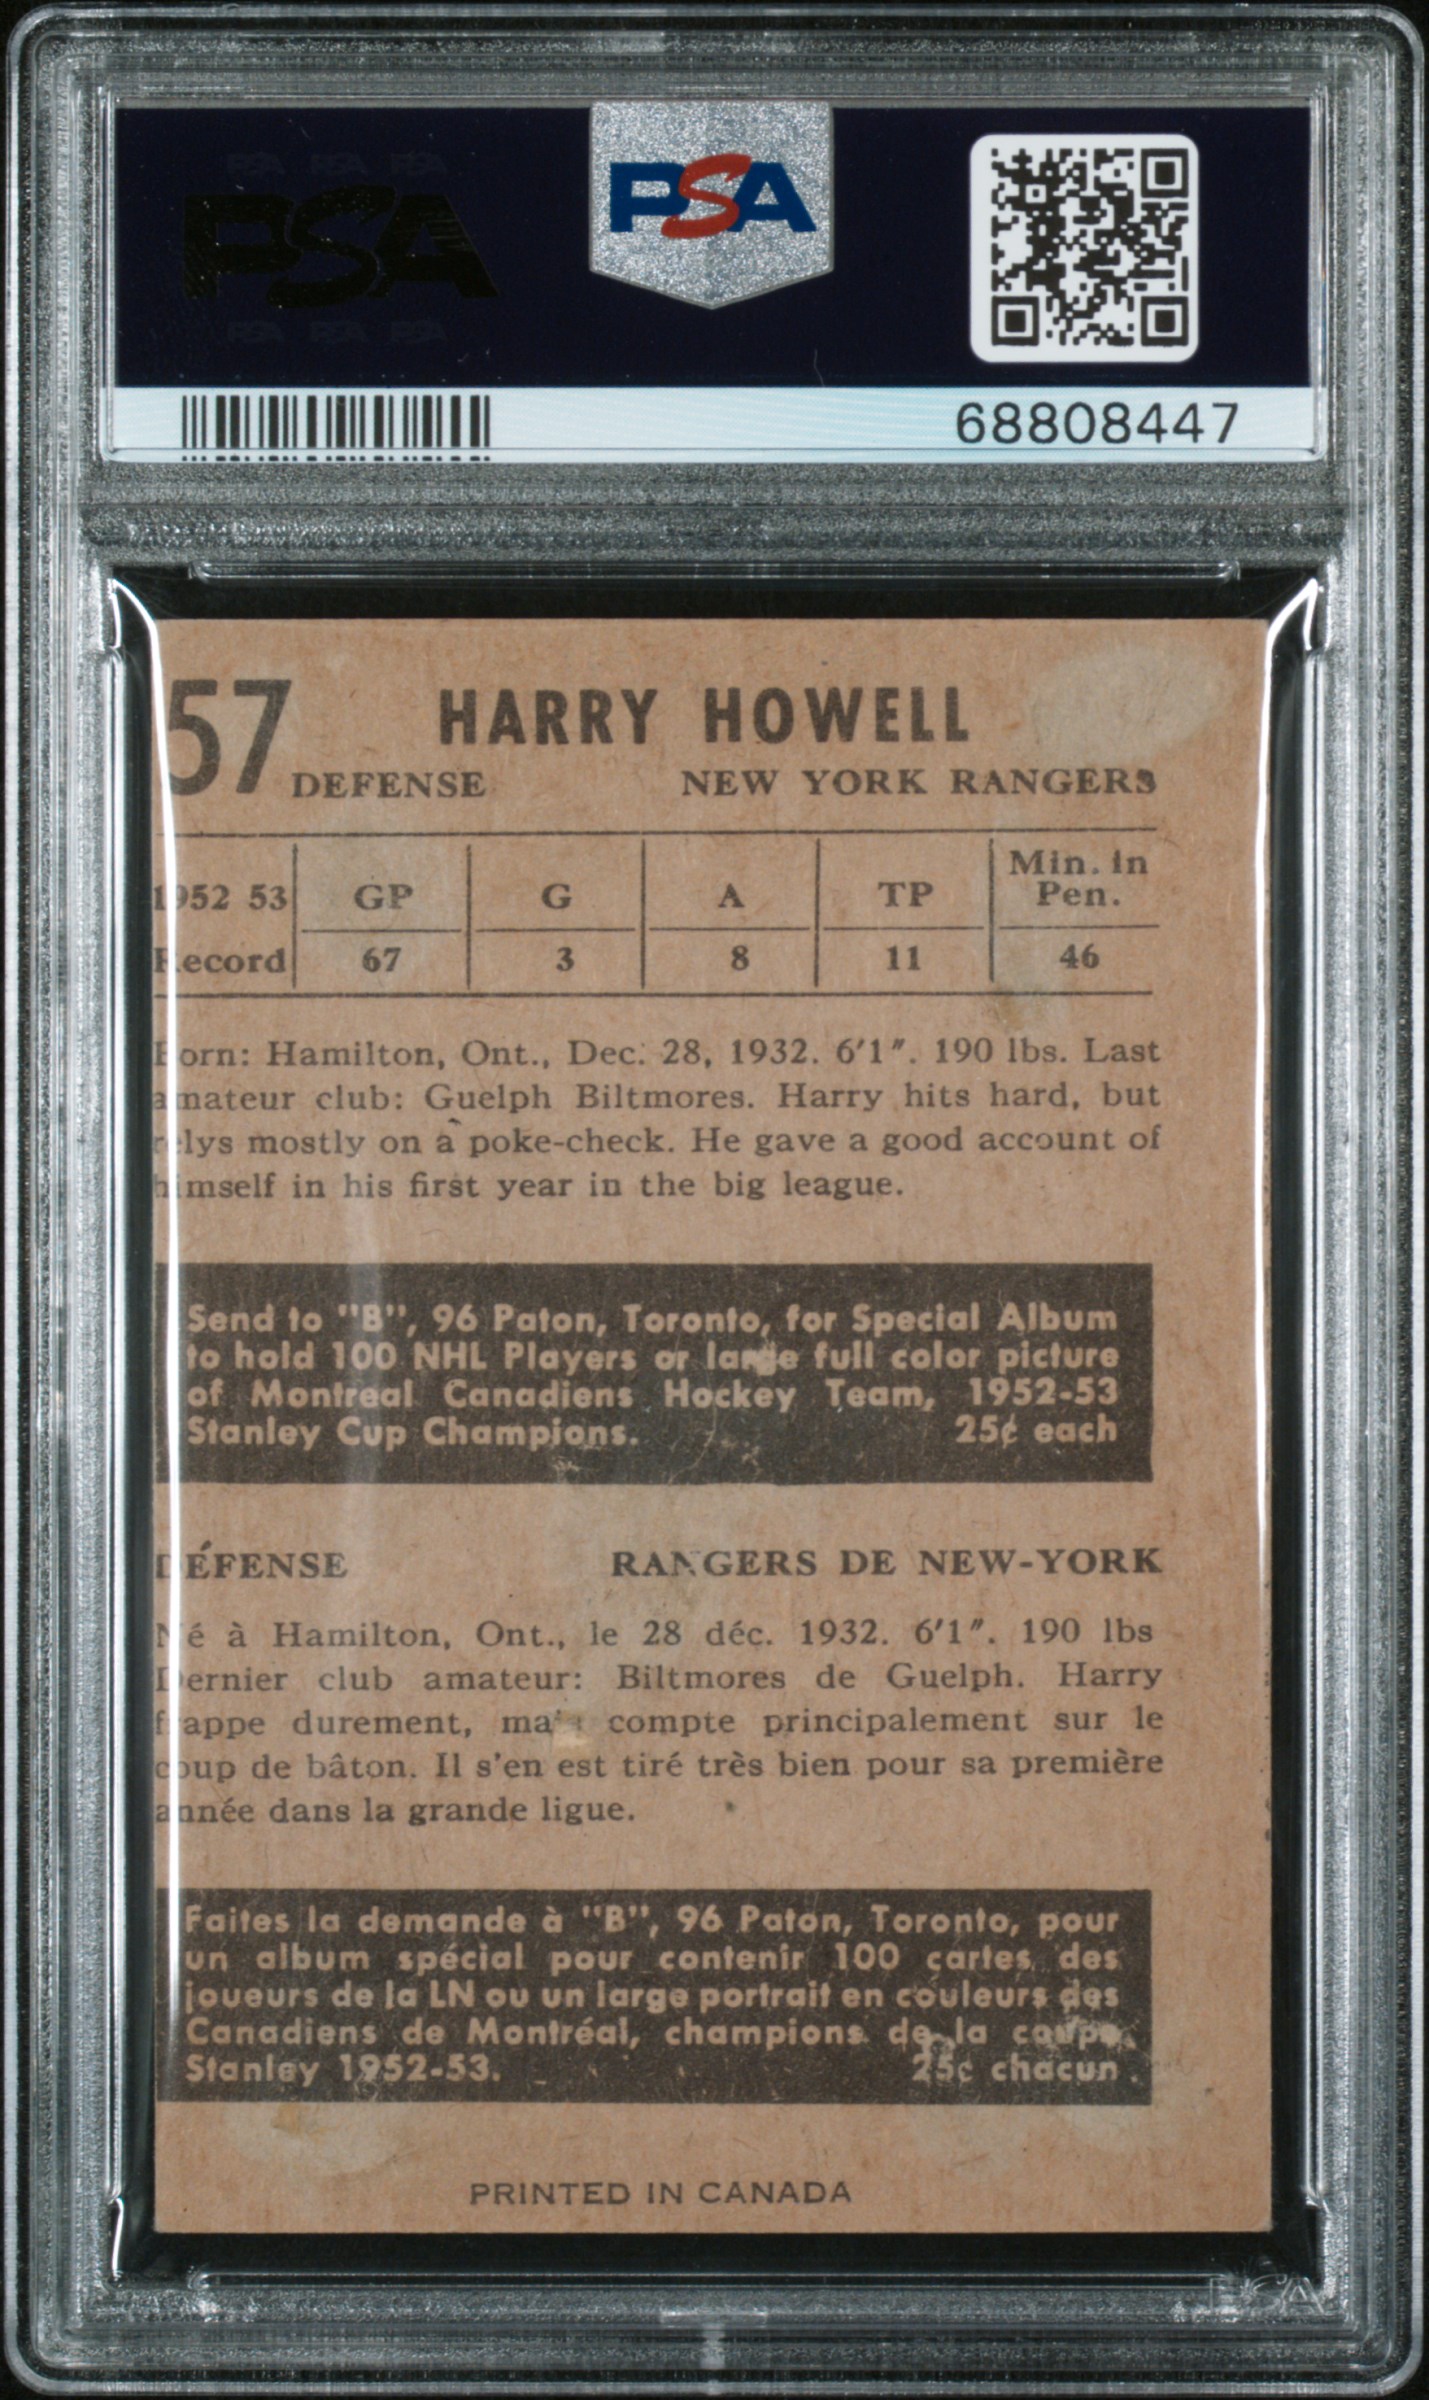 PSA PSA PSA
PSA
PSA PSA PSA
PSA
68808447
57 HARRY HOWELL
DEFENSE NEW YORK RANGERS
1952 53 GP G A TP Min. in Pen.
Record 67 3 8 11 46
Born: Hamilton, Ont., Dec. 28, 1932. 6'1". 190 lbs. Last
amateur club: Guelph Biltmores. Harry hits hard, but
relys mostly on a poke-check. He gave a good account of
himself in his first year in the big league.
Send to "B", 96 Paton, Toronto, for Special Album
to hold 100 NHL Players or large full color picture
of Montreal Canadiens Hockey Team, 1952-53
Stanley Cup Champions. 25¢ each
DÉFENSE RANGERS DE NEW-YORK
Né à Hamilton, Ont., le 28 déc. 1932. 6'1". 190 lbs
Dernier club amateur: Biltmores de Guelph. Harry
frappe durement, mais compte principalement sur le
coup de bâton. Il s'en est tiré très bien pour sa première
année dans la grande ligue.
Faites la demande à "B", 96 Paton, Toronto, pour
un album spécial pour contenir 100 cartes des
joueurs de la LN ou un large portrait en couleurs des
Canadiens de Montréal, champions de la coupe
Stanley 1952-53. 25¢ chacun.
PRINTED IN CANADA
PSA